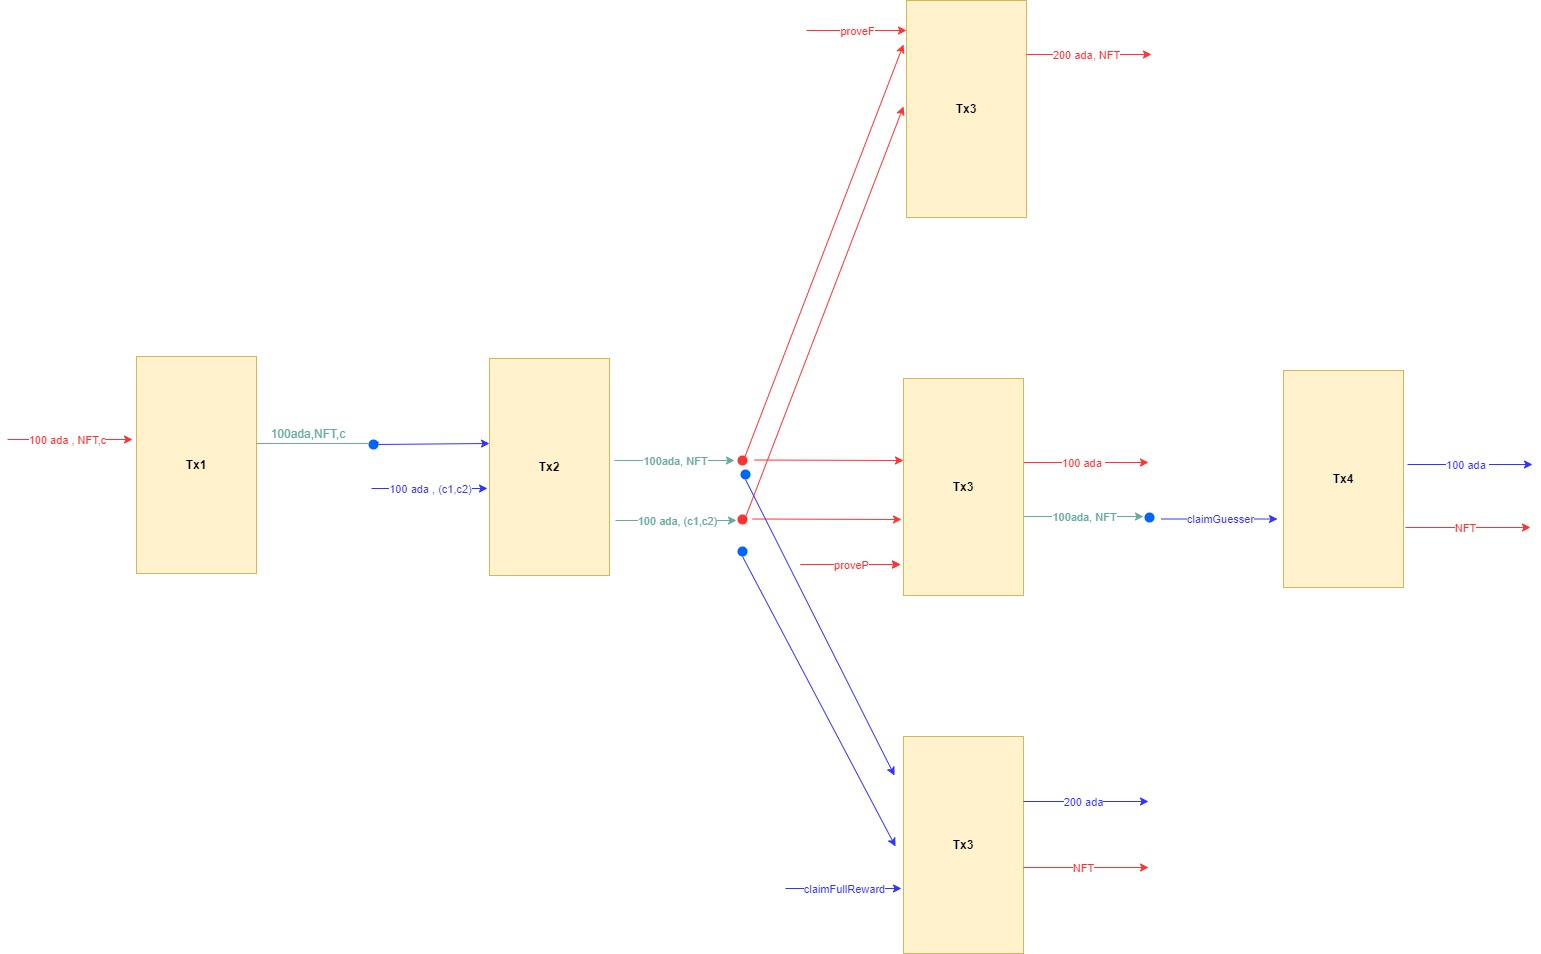 proveF
200 ada, NFT
Tx3
100 ada , NFT,c
Tx1
100ada,NFT,c
100 ada , (c1,c2)
Tx2
100ada, NFT
100 ada, (c1,c2)
proveP
Tx3
100 ada
100ada, NFT
claimGuesser
Tx4
100 ada
NFT
claimFullReward
Tx3
200 ada
NFT